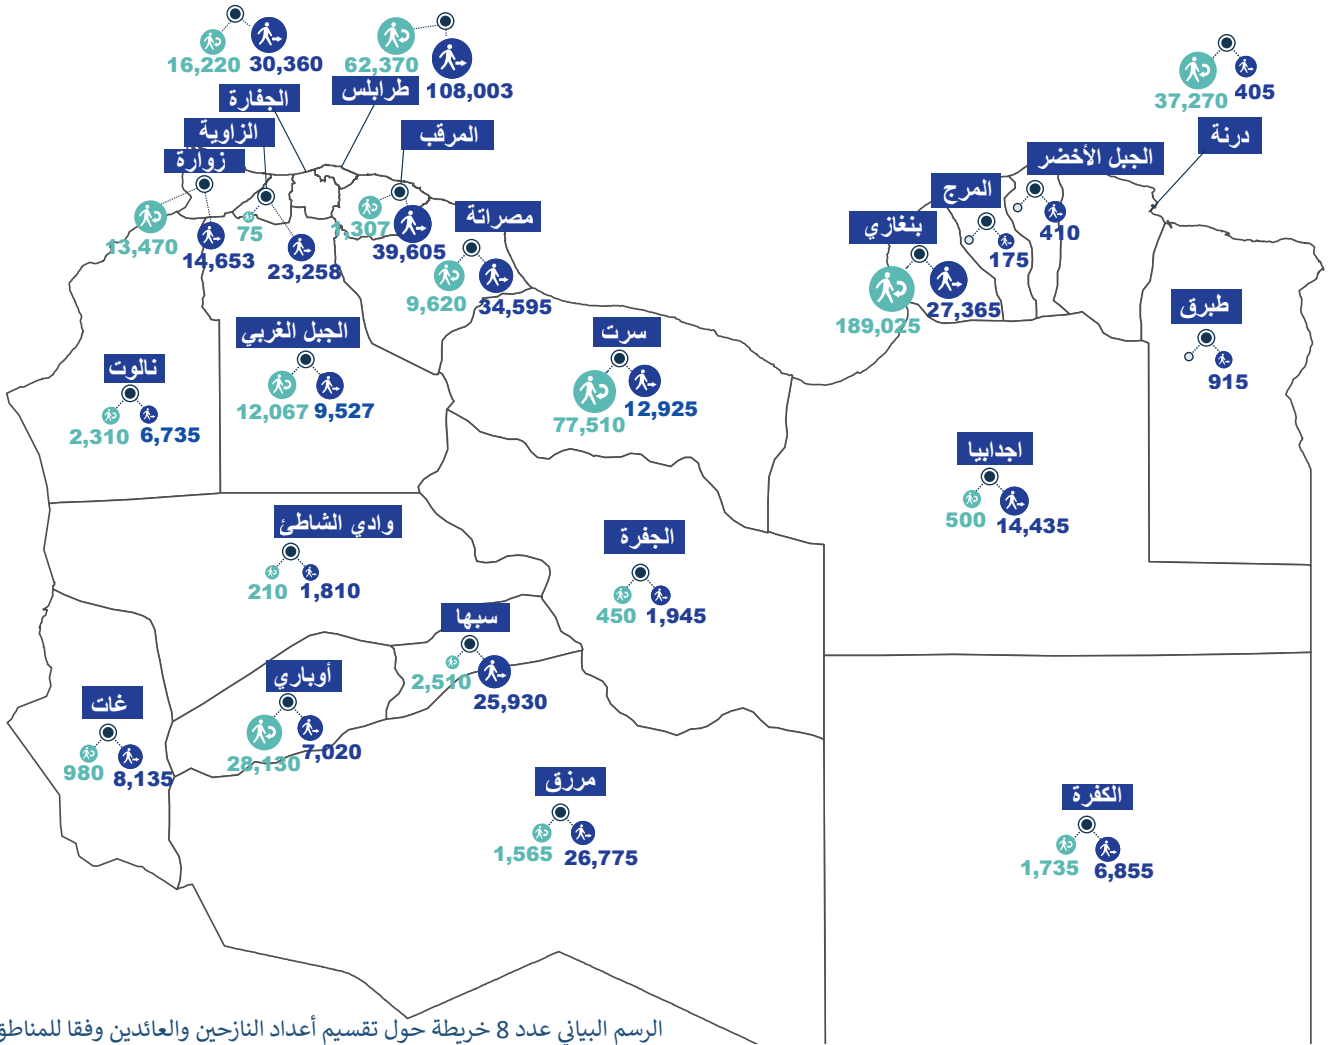 16,220 30,360
62,370 108,003
37,270 405
الجفارة
طرابلس
الزاوية
المرقب
زوارة
درنة
الجبل الأخضر
المرج
410
175
13,470 14,653
75 23,258
1,307 39,605
مصراتة
9,620 34,595
بنغازي
189,025 27,365
طبرق
915
الجبل الغربي
12,067 9,527
سرت
77,510 12,925
نالوت
2,310 6,735
اجدابيا
500 14,435
وادي الشاطئ
210 1,810
الجفرة
450 1,945
سبها
2,510 25,930
أوباري
28,130 7,020
غات
980 8,135
مرزق
1,565 26,775
الكفرة
1,735 6,855
الرسم البياني عدد 8 خريطة حول تقسيم أعداد النازحين والعائدين وفقا للمناطق